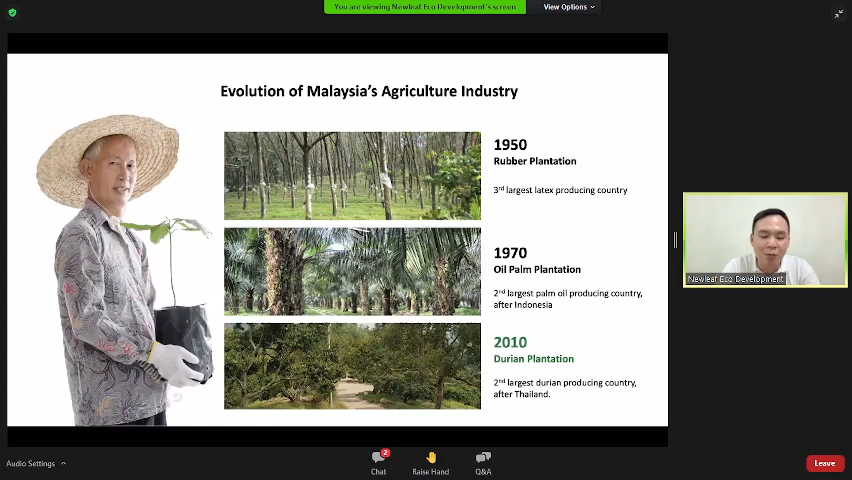 You are viewing Newleaf Eco Development's screen
View Options
Evolution of Malaysia's Agriculture Industry
1950
Rubber Plantation
3rd largest latex producing country
1970
Oil Palm Plantation
2nd largest palm oil producing country,
after Indonesia
2010
Durian Plantation
2nd largest durian producing country,
after Thailand.
Newleaf Eco Development
Audio Settings
2
Chat
Raise Hand
Q&A
Leave